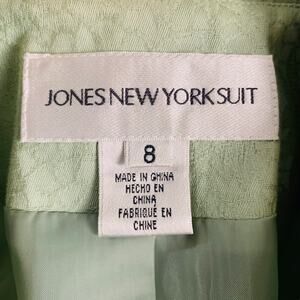 JONES NEW YORK SUIT
8
MADE IN CHINA
HECHO EN
CHINA
FABRIQUÉ EN
CHINE